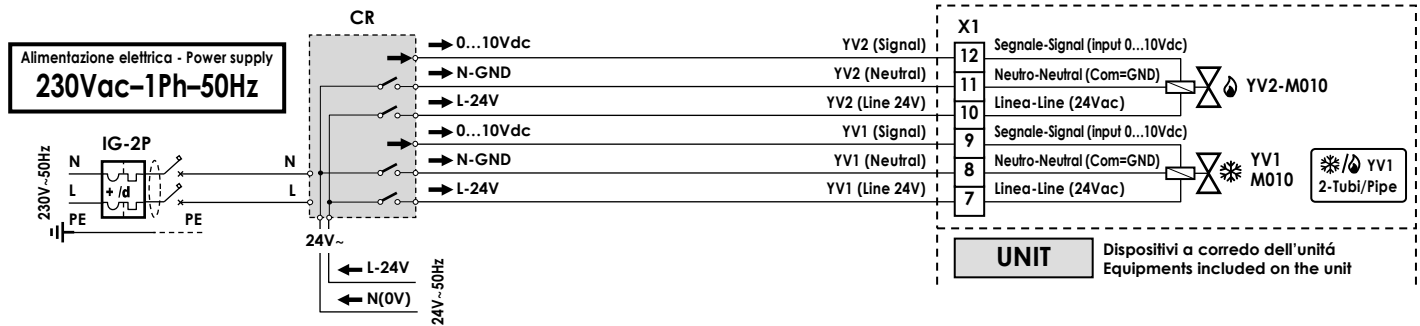 Alimentazione elettrica - Power supply
230Vac–1Ph–50Hz
230V~50Hz
IG-2P
N
L
PE
+ /d
PE
N
L
CR
0...10Vdc
N-GND
L-24V
0...10Vdc
N-GND
L-24V
24V~
L-24V
N(0V)
24V~50Hz
YV2 (Signal)
YV2 (Neutral)
YV2 (Line 24V)
YV1 (Signal)
YV1 (Neutral)
YV1 (Line 24V)
X1
12
11
10
9
8
7
Segnale-Signal (input 0...10Vdc)
Neutro-Neutral (Com=GND)
Linea-Line (24Vac)
Segnale-Signal (input 0...10Vdc)
Neutro-Neutral (Com=GND)
Linea-Line (24Vac)
YV2-M010
YV1
M010
/ YV1
2-Tubi/Pipe
UNIT
Dispositivi a corredo dell'unitá
Equipments included on the unit